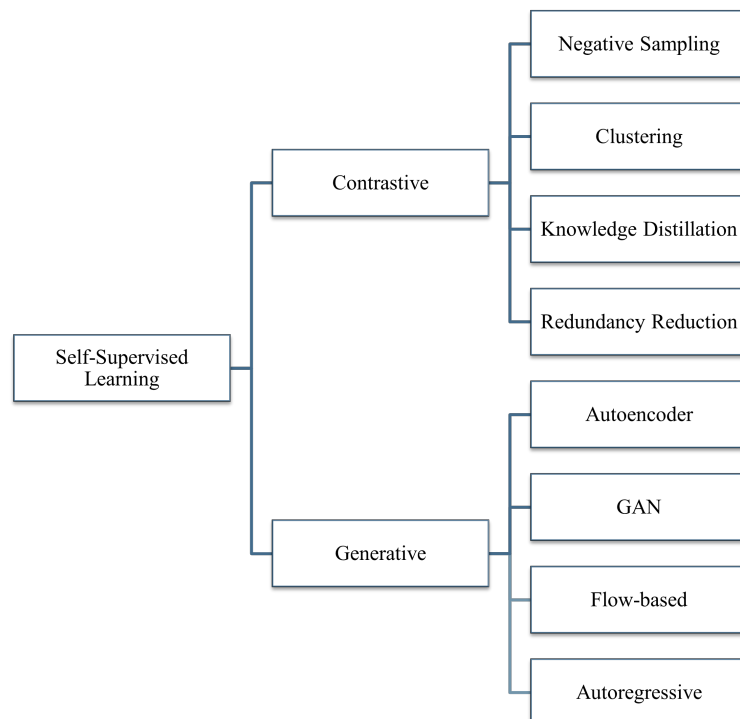 Self-Supervised
Learning
Contrastive
Negative Sampling
Clustering
Knowledge Distillation
Redundancy Reduction
Generative
Autoencoder
GAN
Flow-based
Autoregressive